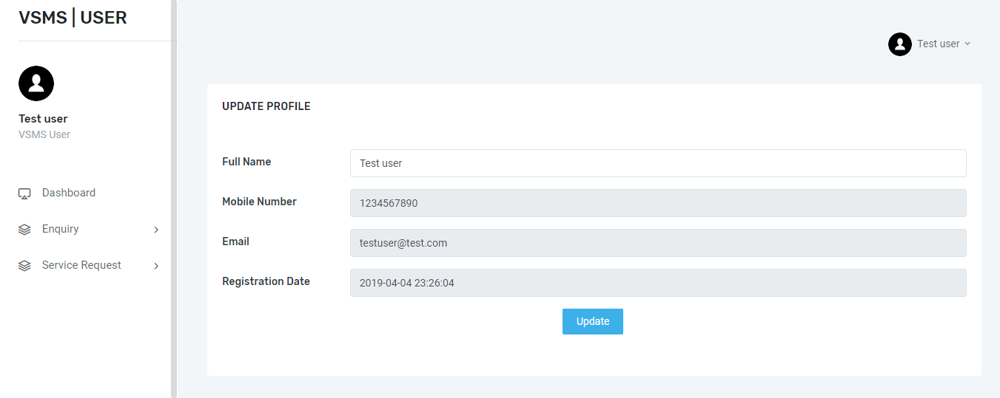 VSMS | USER
Test user
VSMS User
Dashboard
Enquiry
Service Request
Test user
UPDATE PROFILE
Full Name
Test user
Mobile Number
1234567890
Email
testuser@test.com
Registration Date
2019-04-04 23:26:04
Update